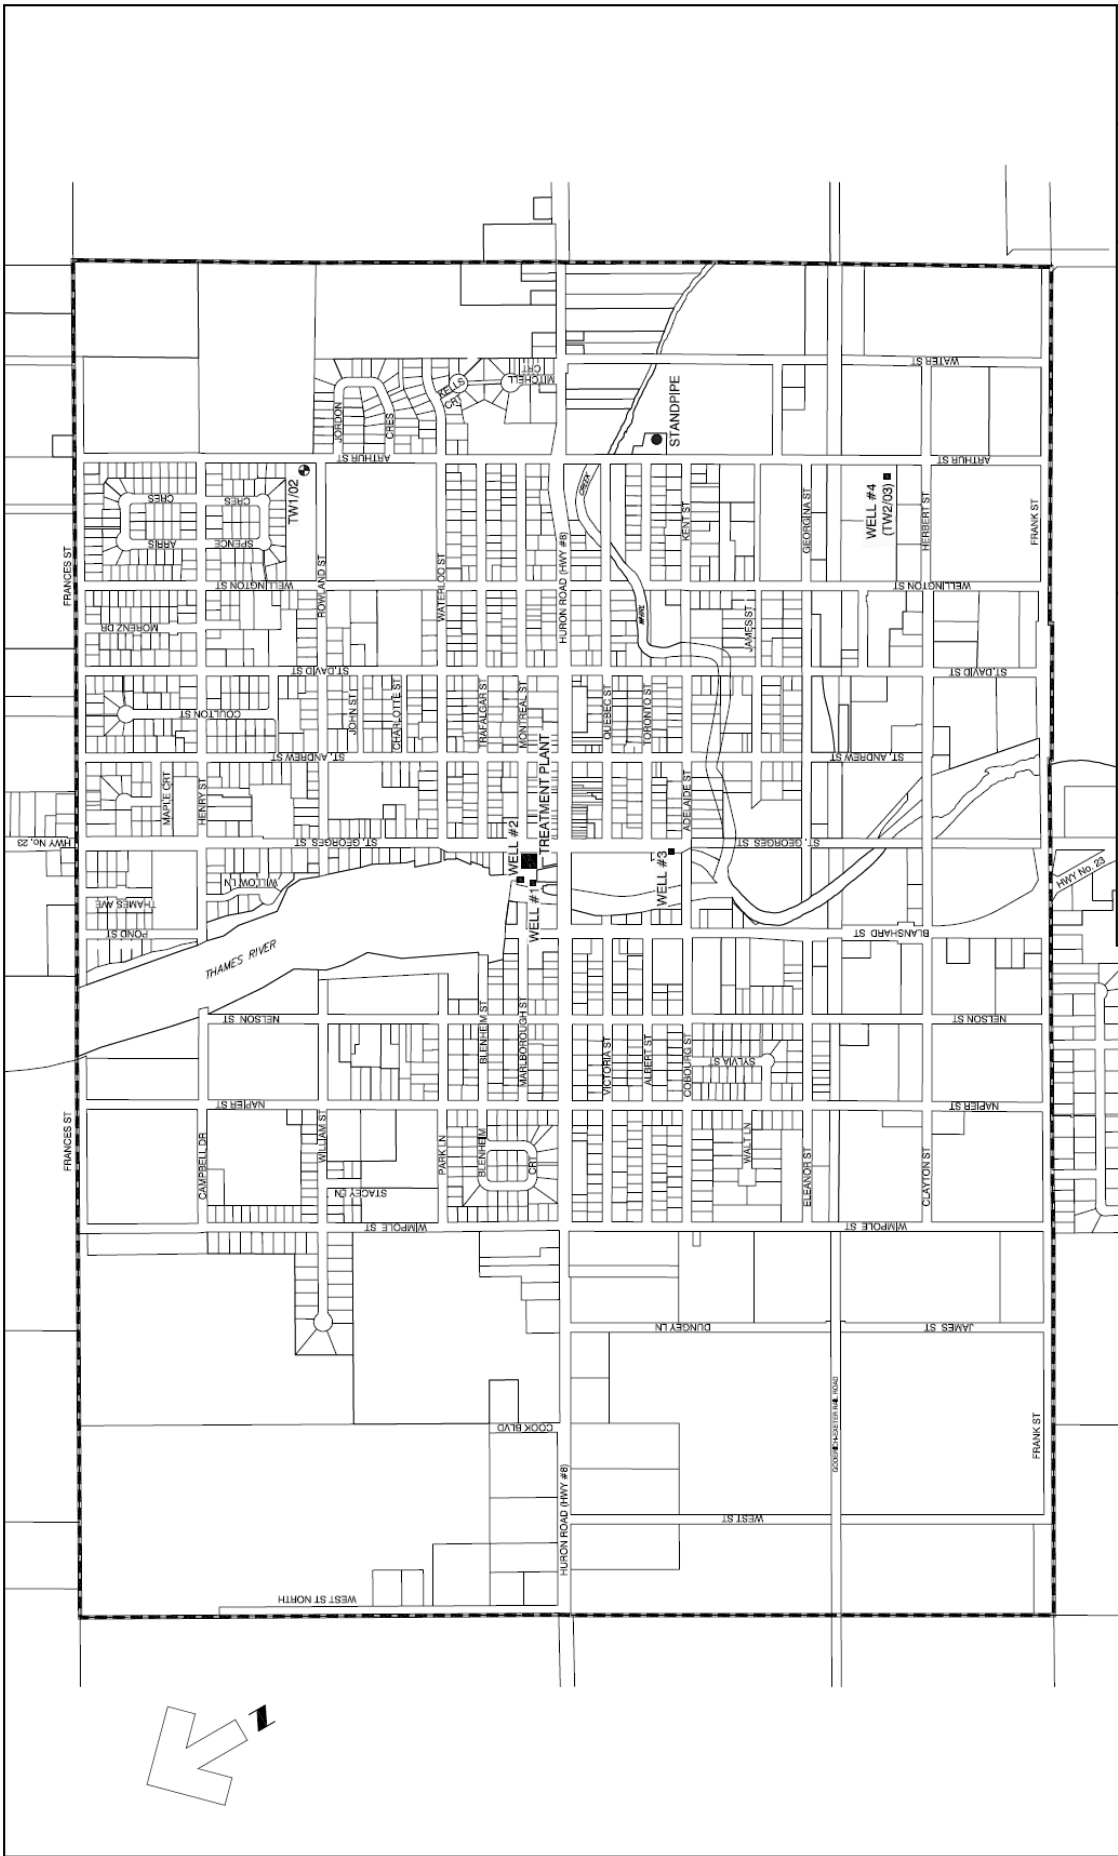 WATER ST
MITCHELL
CRT
KELLS
CRT
JORDON
CRES
STANDPIPE
ARTHUR ST
ARTHUR ST
CRES
CRES
TW1/02
CREEK
KENT ST
GEORGINA ST
WELL #4
(TW2/03)
HERBERT ST
FRANK ST
ARRIS
SPENCE
FRANCES ST
ROWLAND ST
WATERLOO ST
HURON ROAD (HWY #8)
WHIRL
WELLINGTON ST
WELLINGTON ST
MORENZ DR
JAMES ST
ST.DAVID ST
ST.DAVID ST
COULTON ST
JOHN ST
CHARLOTTE ST
TRAFALGAR ST
MONTREAL ST
QUEBEC ST
TORONTO ST
ST. ANDREW ST
ST. ANDREW ST
MAPLE CRT
HENRY ST
TREATMENT PLANT
ADELAIDE ST
HWY No. 23
ST. GEORGES ST
ST. GEORGES ST
WELL #2
WELL #3
HWY No. 23
WILLOW LN
THAMES AVE
WELL #1
POND ST
BLANSHARD ST
THAMES RIVER
NELSON ST
NELSON ST
BLENHEIM ST
MARLBOROUGH ST
VICTORIA ST
ALBERT ST
COBOURG ST
SYLVIA ST
NAPIER ST
NAPIER ST
FRANCES ST
CAMPBELL DR
WILLIAM ST
PARK LN
BLENHEIM
CRT
WALT LN
ELEANOR ST
CLAYTON ST
STACEY LN
WIMPOLE ST
WIMPOLE ST
DUNGEY LN
JAMES ST
GODERICH-EXETER RAIL ROAD
COOK BLVD
FRANK ST
HURON ROAD (HWY #8)
WEST ST
WEST ST NORTH
N